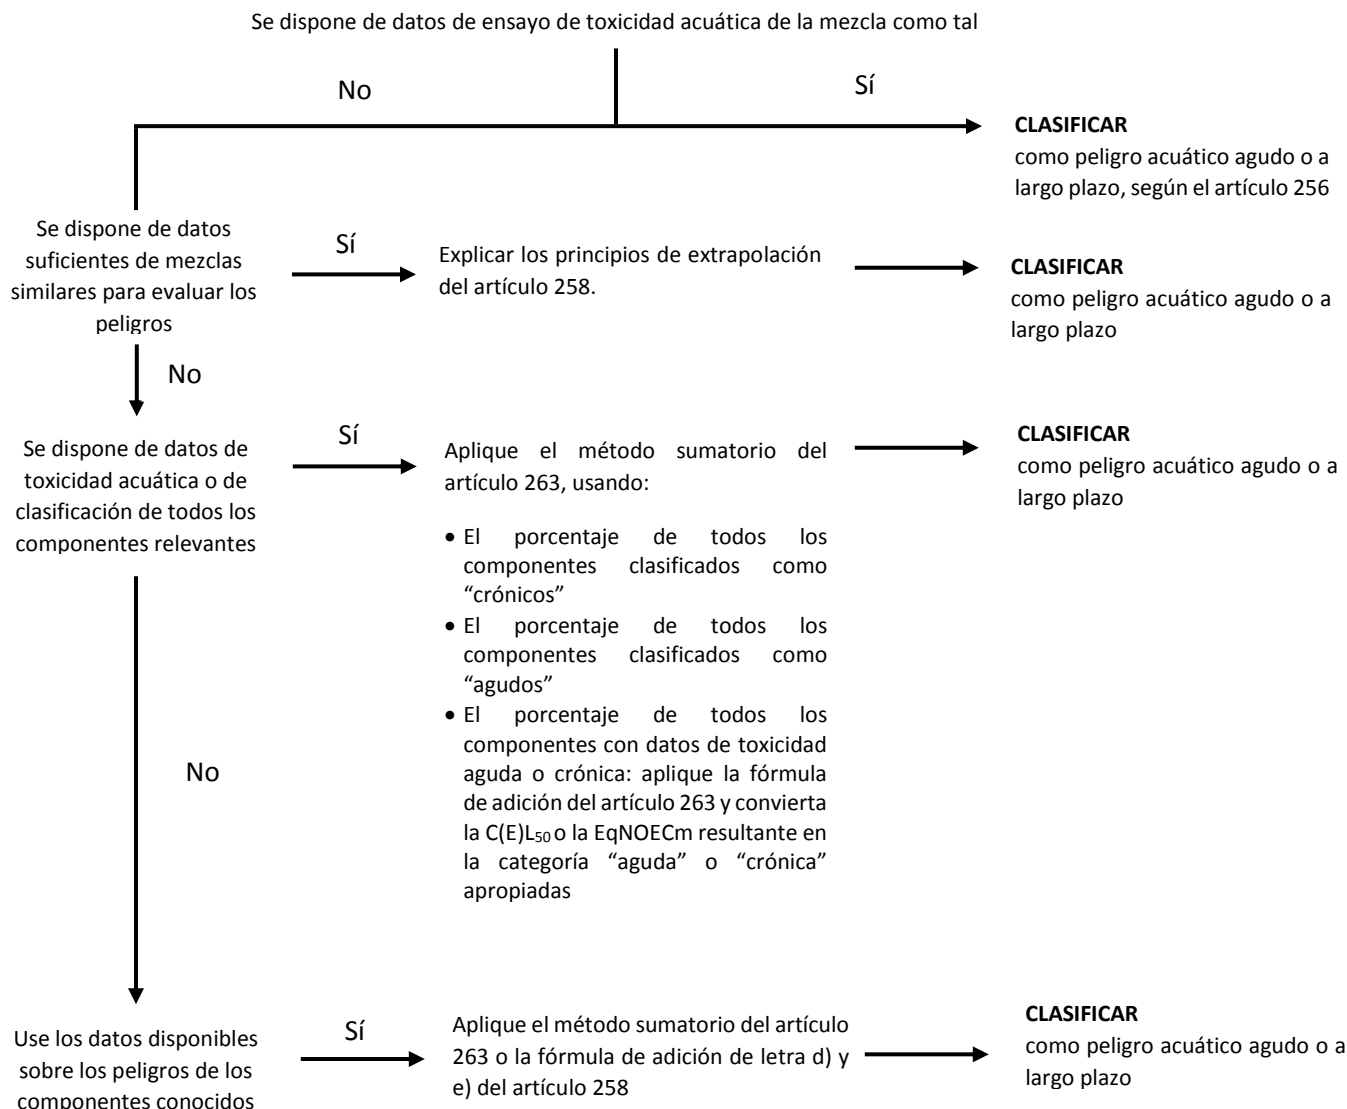 Se dispone de datos de ensayo de toxicidad acuática de la mezcla como tal
No
Sí
CLASIFICAR
como peligro acuático agudo o a
largo plazo, según el artículo 256
Se dispone de datos
suficientes de mezclas
similares para evaluar los
peligros
Sí
Explicar los principios de extrapolación
del artículo 258.
CLASIFICAR
como peligro acuático agudo o a
largo plazo
No
Se dispone de datos de
toxicidad acuática o de
clasificación de todos los
componentes relevantes
Sí
Aplique el método sumatorio del
artículo 263, usando:
• El porcentaje de todos los
componentes clasificados como
“crónicos”
• El porcentaje de todos los
componentes clasificados como
“agudos”
• El porcentaje de todos los
componentes con datos de toxicidad
aguda o crónica: aplique la fórmula
de adición del artículo 263 y convierta
la C(E)L50 o la EqNOECm resultante en
la categoría “aguda” o “crónica”
apropiadas
CLASIFICAR
como peligro acuático agudo o a
largo plazo
No
Use los datos disponibles
sobre los peligros de los
componentes conocidos
Sí
Aplique el método sumatorio del artículo
263 o la fórmula de adición de letra d) y
e) del artículo 258
CLASIFICAR
como peligro acuático agudo o a
largo plazo